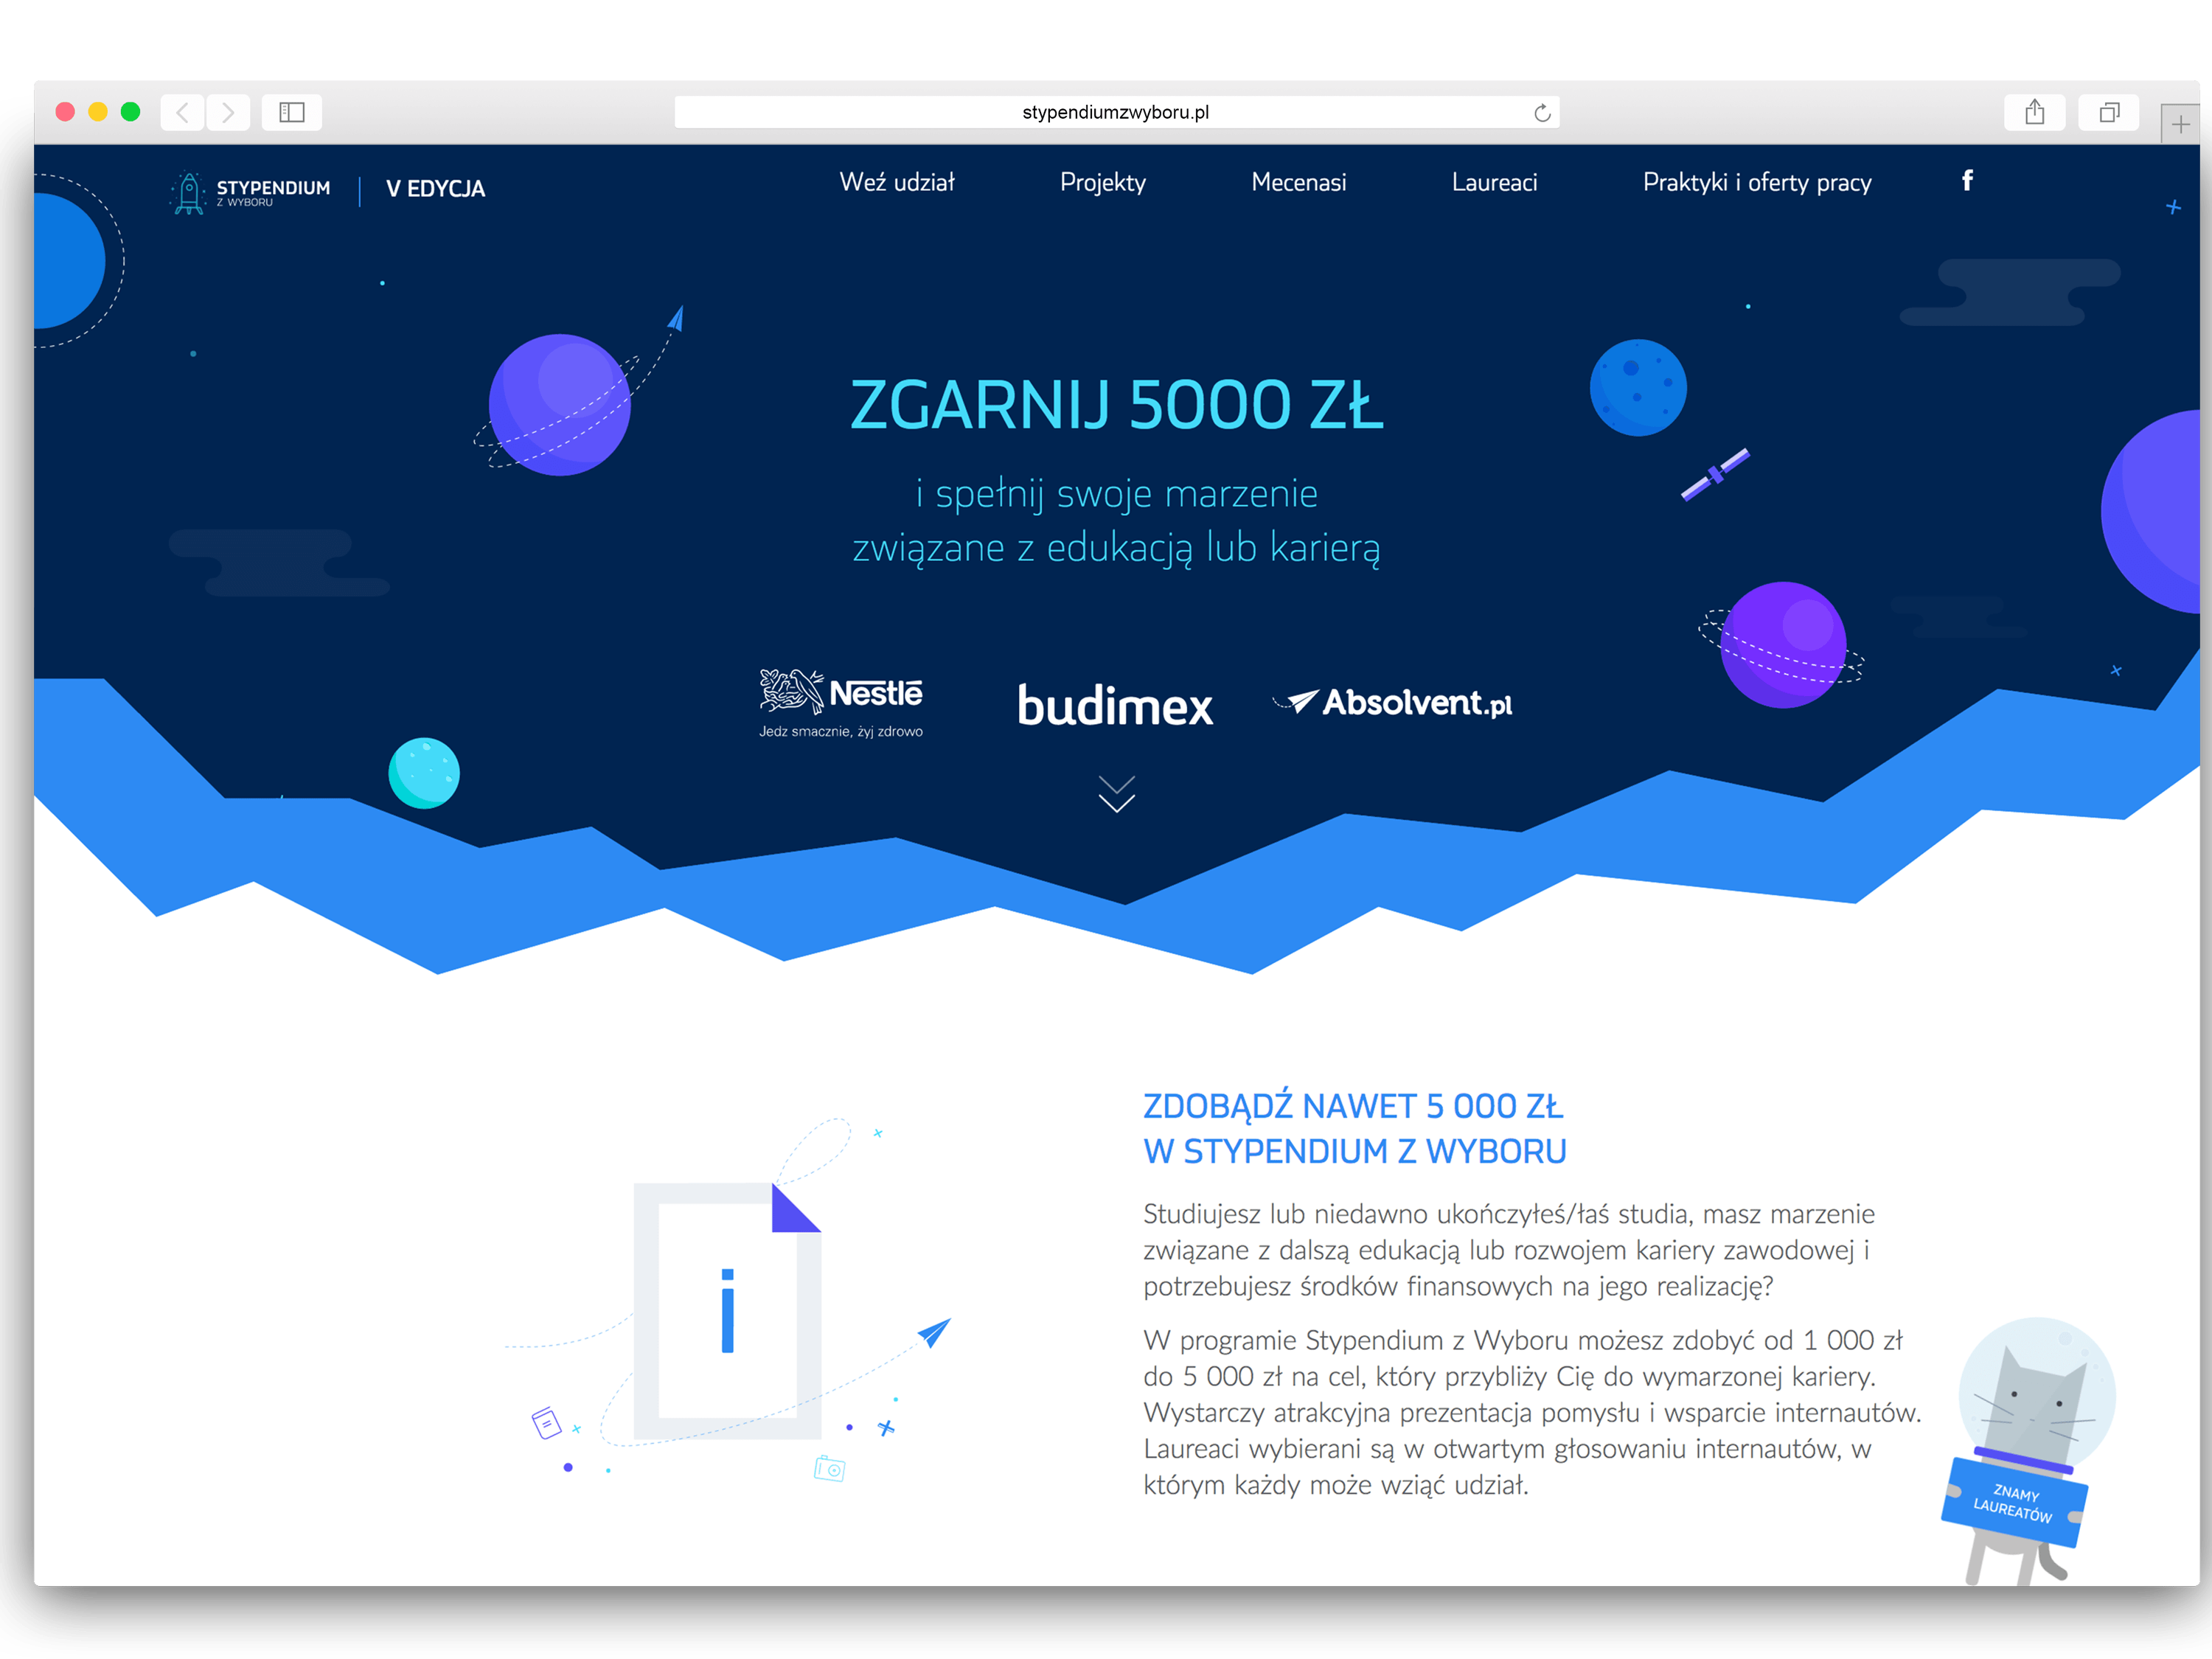 stypendiumzwyboru.pl
STYPENDIUM
Z WYBORU
V EDYCJA
Weź udział
Projekty
Mecenasi
Laureaci
Praktyki i oferty pracy
f
ZGARNIJ 5000 ZŁ
i spełnij swoje marzenie
związane z edukacją lub karierą
Nestlé
Jedz smacznie, żyj zdrowo
budimex
Absolvent.pl
i
ZDOBĄDŹ NAWET 5 000 ZŁ
W STYPENDIUM Z WYBORU
Studiujesz lub niedawno ukończyłeś/łaś studia, masz marzenie
związane z dalszą edukacją lub rozwojem kariery zawodowej i
potrzebujesz środków finansowych na jego realizację?
W programie Stypendium z Wyboru możesz zdobyć od 1 000 zł
do 5 000 zł na cel, który przybliży Cię do wymarzonej kariery.
Wystarczy atrakcyjna prezentacja pomysłu i wsparcie internautów.
Laureaci wybierani są w otwartym głosowaniu internautów, w
którym każdy może wziąć udział.
ZNAMY
LAUREATÓW